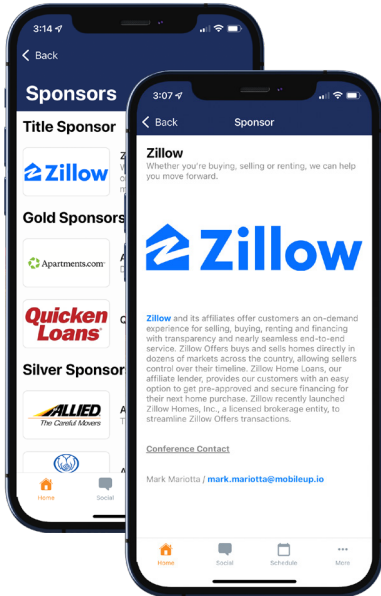 3:14
Back
Sponsors
Title Sponsor
Zillow
Gold Sponsors
Apartments.com
Quicken
Loans
Silver Sponsor
ALLIED
The Careful Movers
Home
Social
3:07
Back
Sponsor
Zillow
Whether you're buying, selling or renting, we can help
you move forward.
Zillow
Zillow and its affiliates offer customers an on-demand
experience for selling, buying, renting and financing
with transparency and nearly seamless end-to-end
service. Zillow Offers buys and sells homes directly in
dozens of markets across the country, allowing sellers
control over their timeline. Zillow Home Loans, our
affiliate lender, provides our customers with an easy
option to get pre-approved and secure financing for
their next home purchase. Zillow recently launched
Zillow Homes, Inc., a licensed brokerage entity, to
streamline Zillow Offers transactions.
Conference Contact
Mark Mariotta / mark.mariotta@mobileup.io
Home
Social
Schedule
More